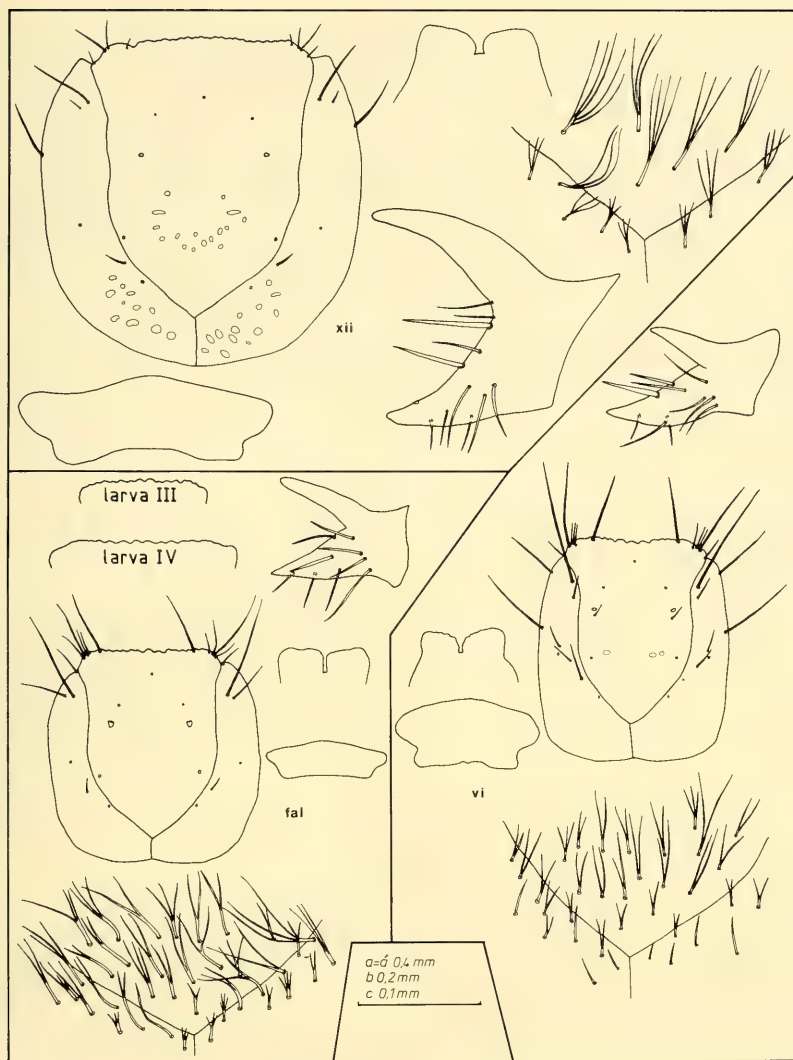 xii
larva III
larva IV
fal
vi
a=á 0,4 mm
b 0,2 mm
c 0,1 mm